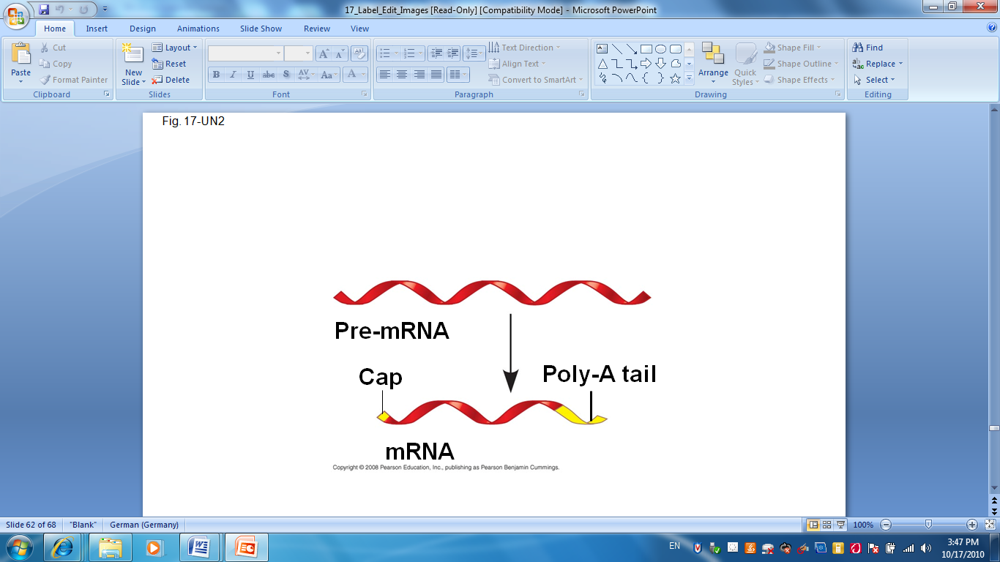 17_Label_Edit_Images [Read-Only] [Compatibility Mode] - Microsoft PowerPoint
Home Insert Design Animations Slide Show Review View
Paste
Cut
Copy
Format Painter
Clipboard
New Slide
Layout
Reset
Delete
Slides
B I U abc S AV Aa A
Font
Paragraph
Text Direction
Align Text
Convert to SmartArt
Arrange
Quick Styles
Shape Fill
Shape Outline
Shape Effects
Drawing
Find
Replace
Select
Editing
Fig. 17-UN2
Pre-mRNA
Cap
Poly-A tail
mRNA
Copyright © 2008 Pearson Education, Inc., publishing as Pearson Benjamin Cummings.
Slide 62 of 68 "Blank" German (Germany) 100%
EN
3:47 PM
10/17/2010